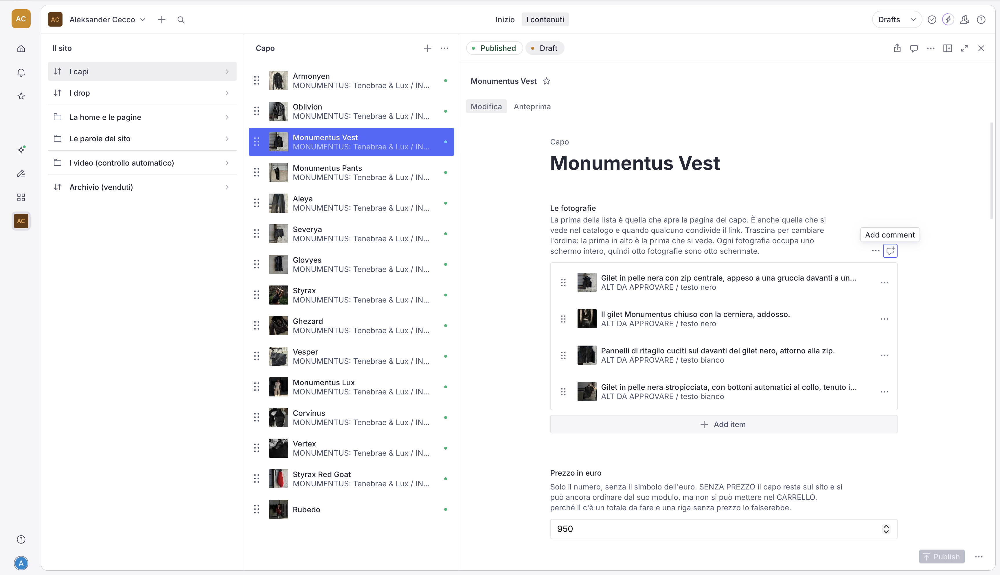 AC
AC
Aleksander Cecco
Inizio
I contenuti
Drafts
Il sito
I capi
I drop
La home e le pagine
Le parole del sito
I video (controllo automatico)
Archivio (venduti)
AC
A
Capo
Armonyen
MONUMENTUS: Tenebrae & Lux / IN...
Oblivion
MONUMENTUS: Tenebrae & Lux / IN...
Monumentus Vest
MONUMENTUS: Tenebrae & Lux / IN...
Monumentus Pants
MONUMENTUS: Tenebrae & Lux / IN...
Aleya
MONUMENTUS: Tenebrae & Lux / IN...
Severya
MONUMENTUS: Tenebrae & Lux / IN...
Glovyes
MONUMENTUS: Tenebrae & Lux / IN...
Styrax
MONUMENTUS: Tenebrae & Lux / IN...
Ghezard
MONUMENTUS: Tenebrae & Lux / IN...
Vesper
MONUMENTUS: Tenebrae & Lux / IN...
Monumentus Lux
MONUMENTUS: Tenebrae & Lux / IN...
Corvinus
MONUMENTUS: Tenebrae & Lux / IN...
Vertex
MONUMENTUS: Tenebrae & Lux / IN...
Styrax Red Goat
MONUMENTUS: Tenebrae & Lux / IN...
Rubedo
Published
Draft
Monumentus Vest
Modifica
Anteprima
Capo
Monumentus Vest
Le fotografie
La prima della lista è quella che apre la pagina del capo. È anche quella che si
vede nel catalogo e quando qualcuno condivide il link. Trascina per cambiare
l'ordine: la prima in alto è la prima che si vede. Ogni fotografia occupa uno
schermo intero, quindi otto fotografie sono otto schermate.
Add comment
Gilet in pelle nera con zip centrale, appeso a una gruccia davanti a un...
ALT DA APPROVARE / testo nero
Il gilet Monumentus chiuso con la cerniera, addosso.
ALT DA APPROVARE / testo nero
Pannelli di ritaglio cuciti sul davanti del gilet nero, attorno alla zip.
ALT DA APPROVARE / testo bianco
Gilet in pelle nera stropicciata, con bottoni automatici al collo, tenuto i...
ALT DA APPROVARE / testo bianco
Add item
Prezzo in euro
Solo il numero, senza il simbolo dell'euro. SENZA PREZZO il capo resta sul sito e si
può ancora ordinare dal suo modulo, ma non si può mettere nel CARRELLO,
perché lì c'è un totale da fare e una riga senza prezzo lo falserebbe.
950
Publish